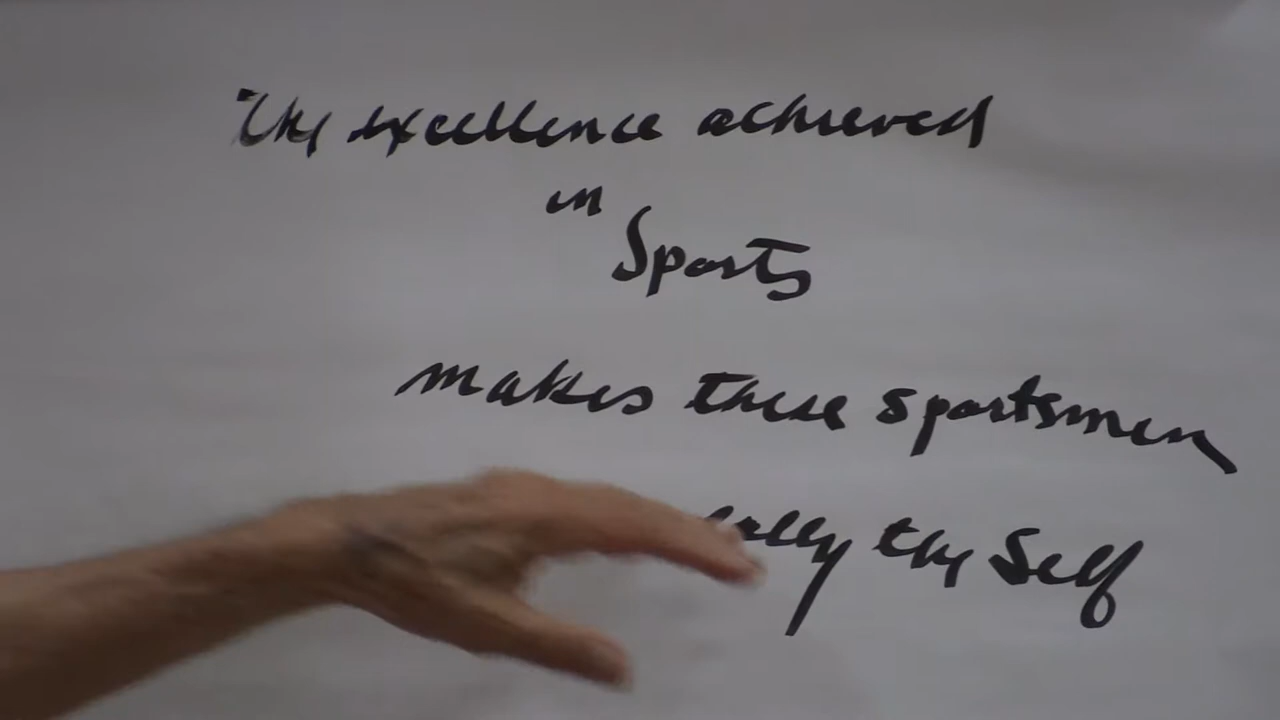 The excellence achieved
in
Sports
makes these sportsmen
the Self